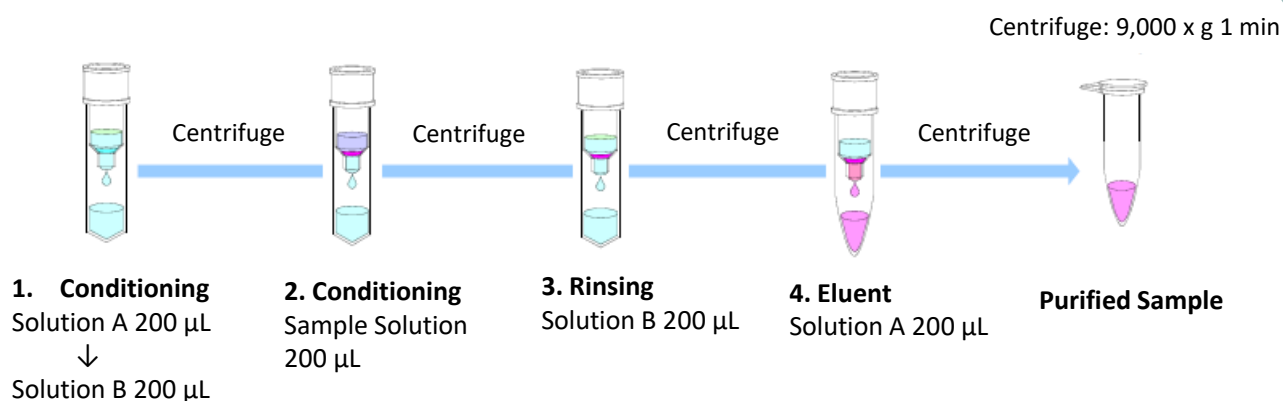 Centrifuge: 9,000 x g 1 min
Centrifuge
Centrifuge
Centrifuge
Centrifuge
1. Conditioning
Solution A 200 µL
↓
Solution B 200 µL
2. Conditioning
Sample Solution
200 µL
3. Rinsing
Solution B 200 µL
4. Eluent
Solution A 200 µL
Purified Sample